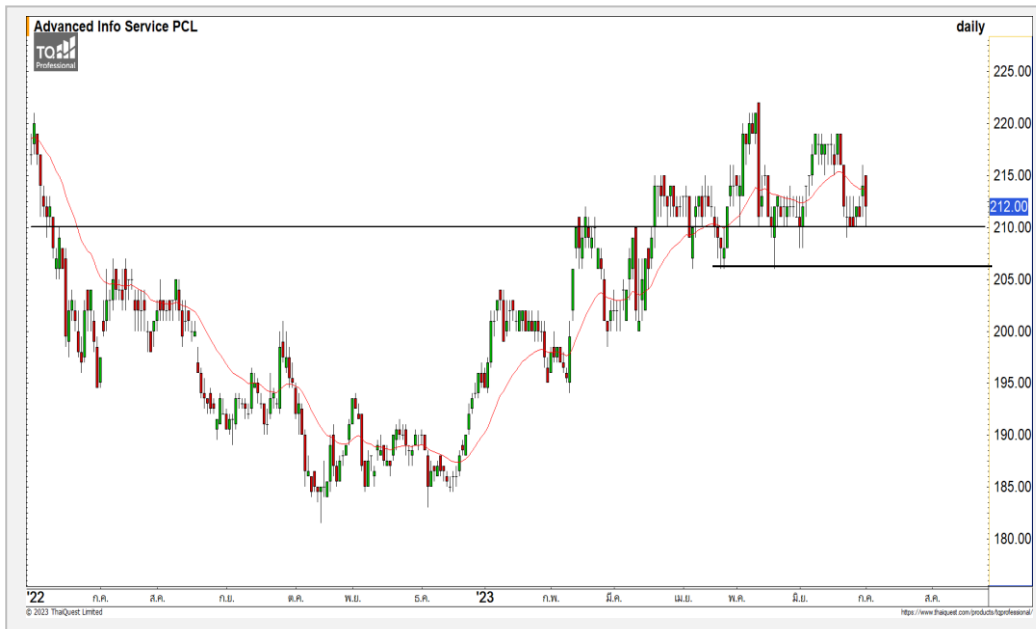 Advanced Info Service PCL daily
TQ
Professional
225.00
220.00
215.00
212.00
210.00
205.00
200.00
195.00
190.00
185.00
180.00
'22 ก.ค. ส.ค. ก.ย. ต.ค. พ.ย. ธ.ค. '23 ก.พ. มี.ค. เม.ย. พ.ค. มิ.ย. ก.ค. ส.ค.
© 2023 ThaiQuest Limited https://www.thaiquest.com/products/tqprofessional/